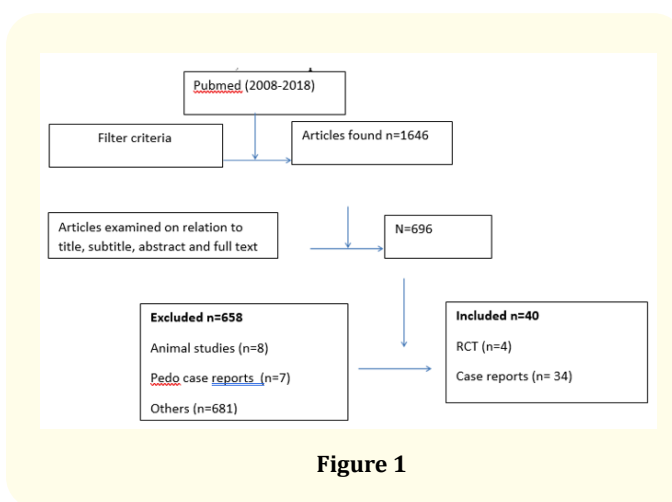 Pubmed (2008-2018)
Filter criteria
Articles found n=1646
Articles examined on relation to
title, subtitle, abstract and full text
N=696
Excluded n=658
Animal studies (n=8)
Pedo case reports (n=7)
Others (n=681)
Included n=40
RCT (n=4)
Case reports (n= 34)
Figure 1